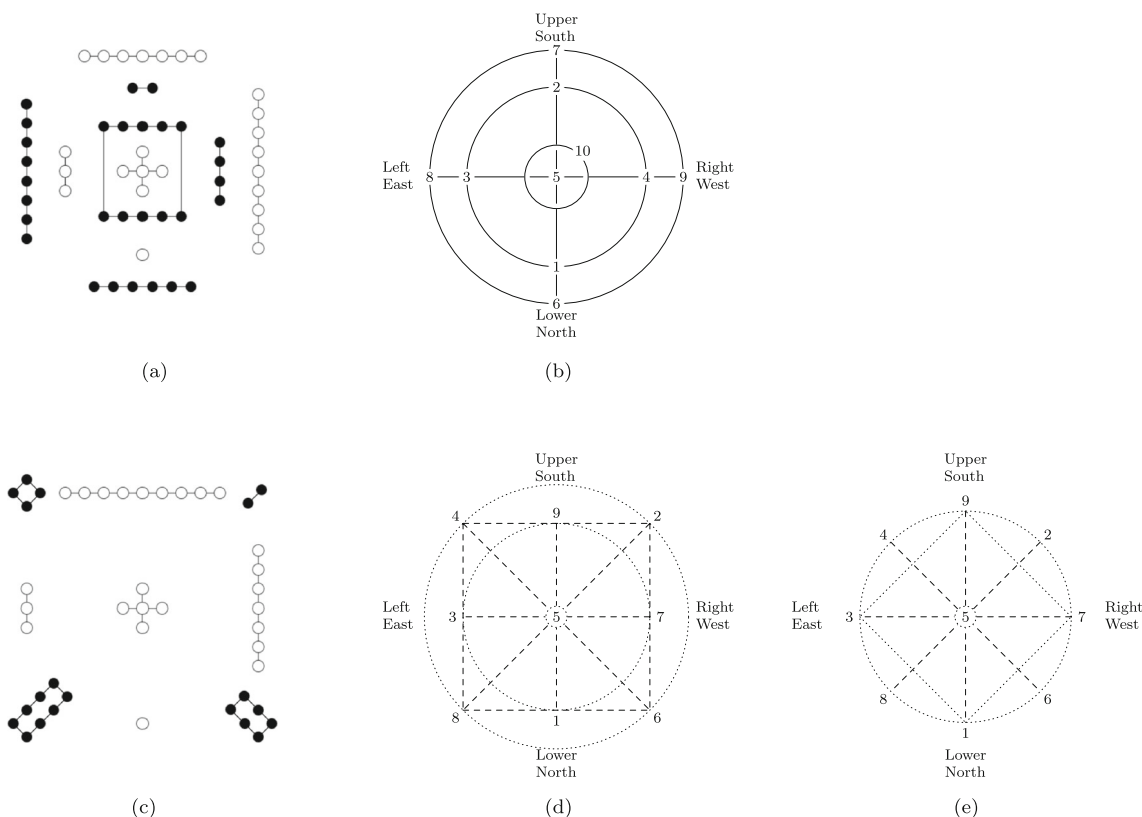 Upper
South
7
2
10
Left
East
8
3
5
4
9
Right
West
1
6
Lower
North
(a)
(b)
Upper
South
4
9
2
Left
East
3
5
7
Right
West
8
1
6
Lower
North
Upper
South
9
4
2
Left
East
3
5
7
Right
West
8
6
1
Lower
North
(c)
(d)
(e)